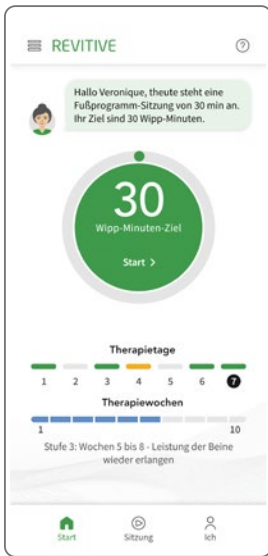 REVITIVE
?
Hallo Veronique, theute steht eine
Fußprogramm-Sitzung von 30 min an.
Ihr Ziel sind 30 Wipp-Minuten.
30
Wipp-Minuten-Ziel
Start >
Therapietage
1 2 3 4 5 6 7
Therapiewochen
1 10
Stufe 3: Wochen 5 bis 8 - Leistung der Beine
wieder erlangen
Start Sitzung Ich